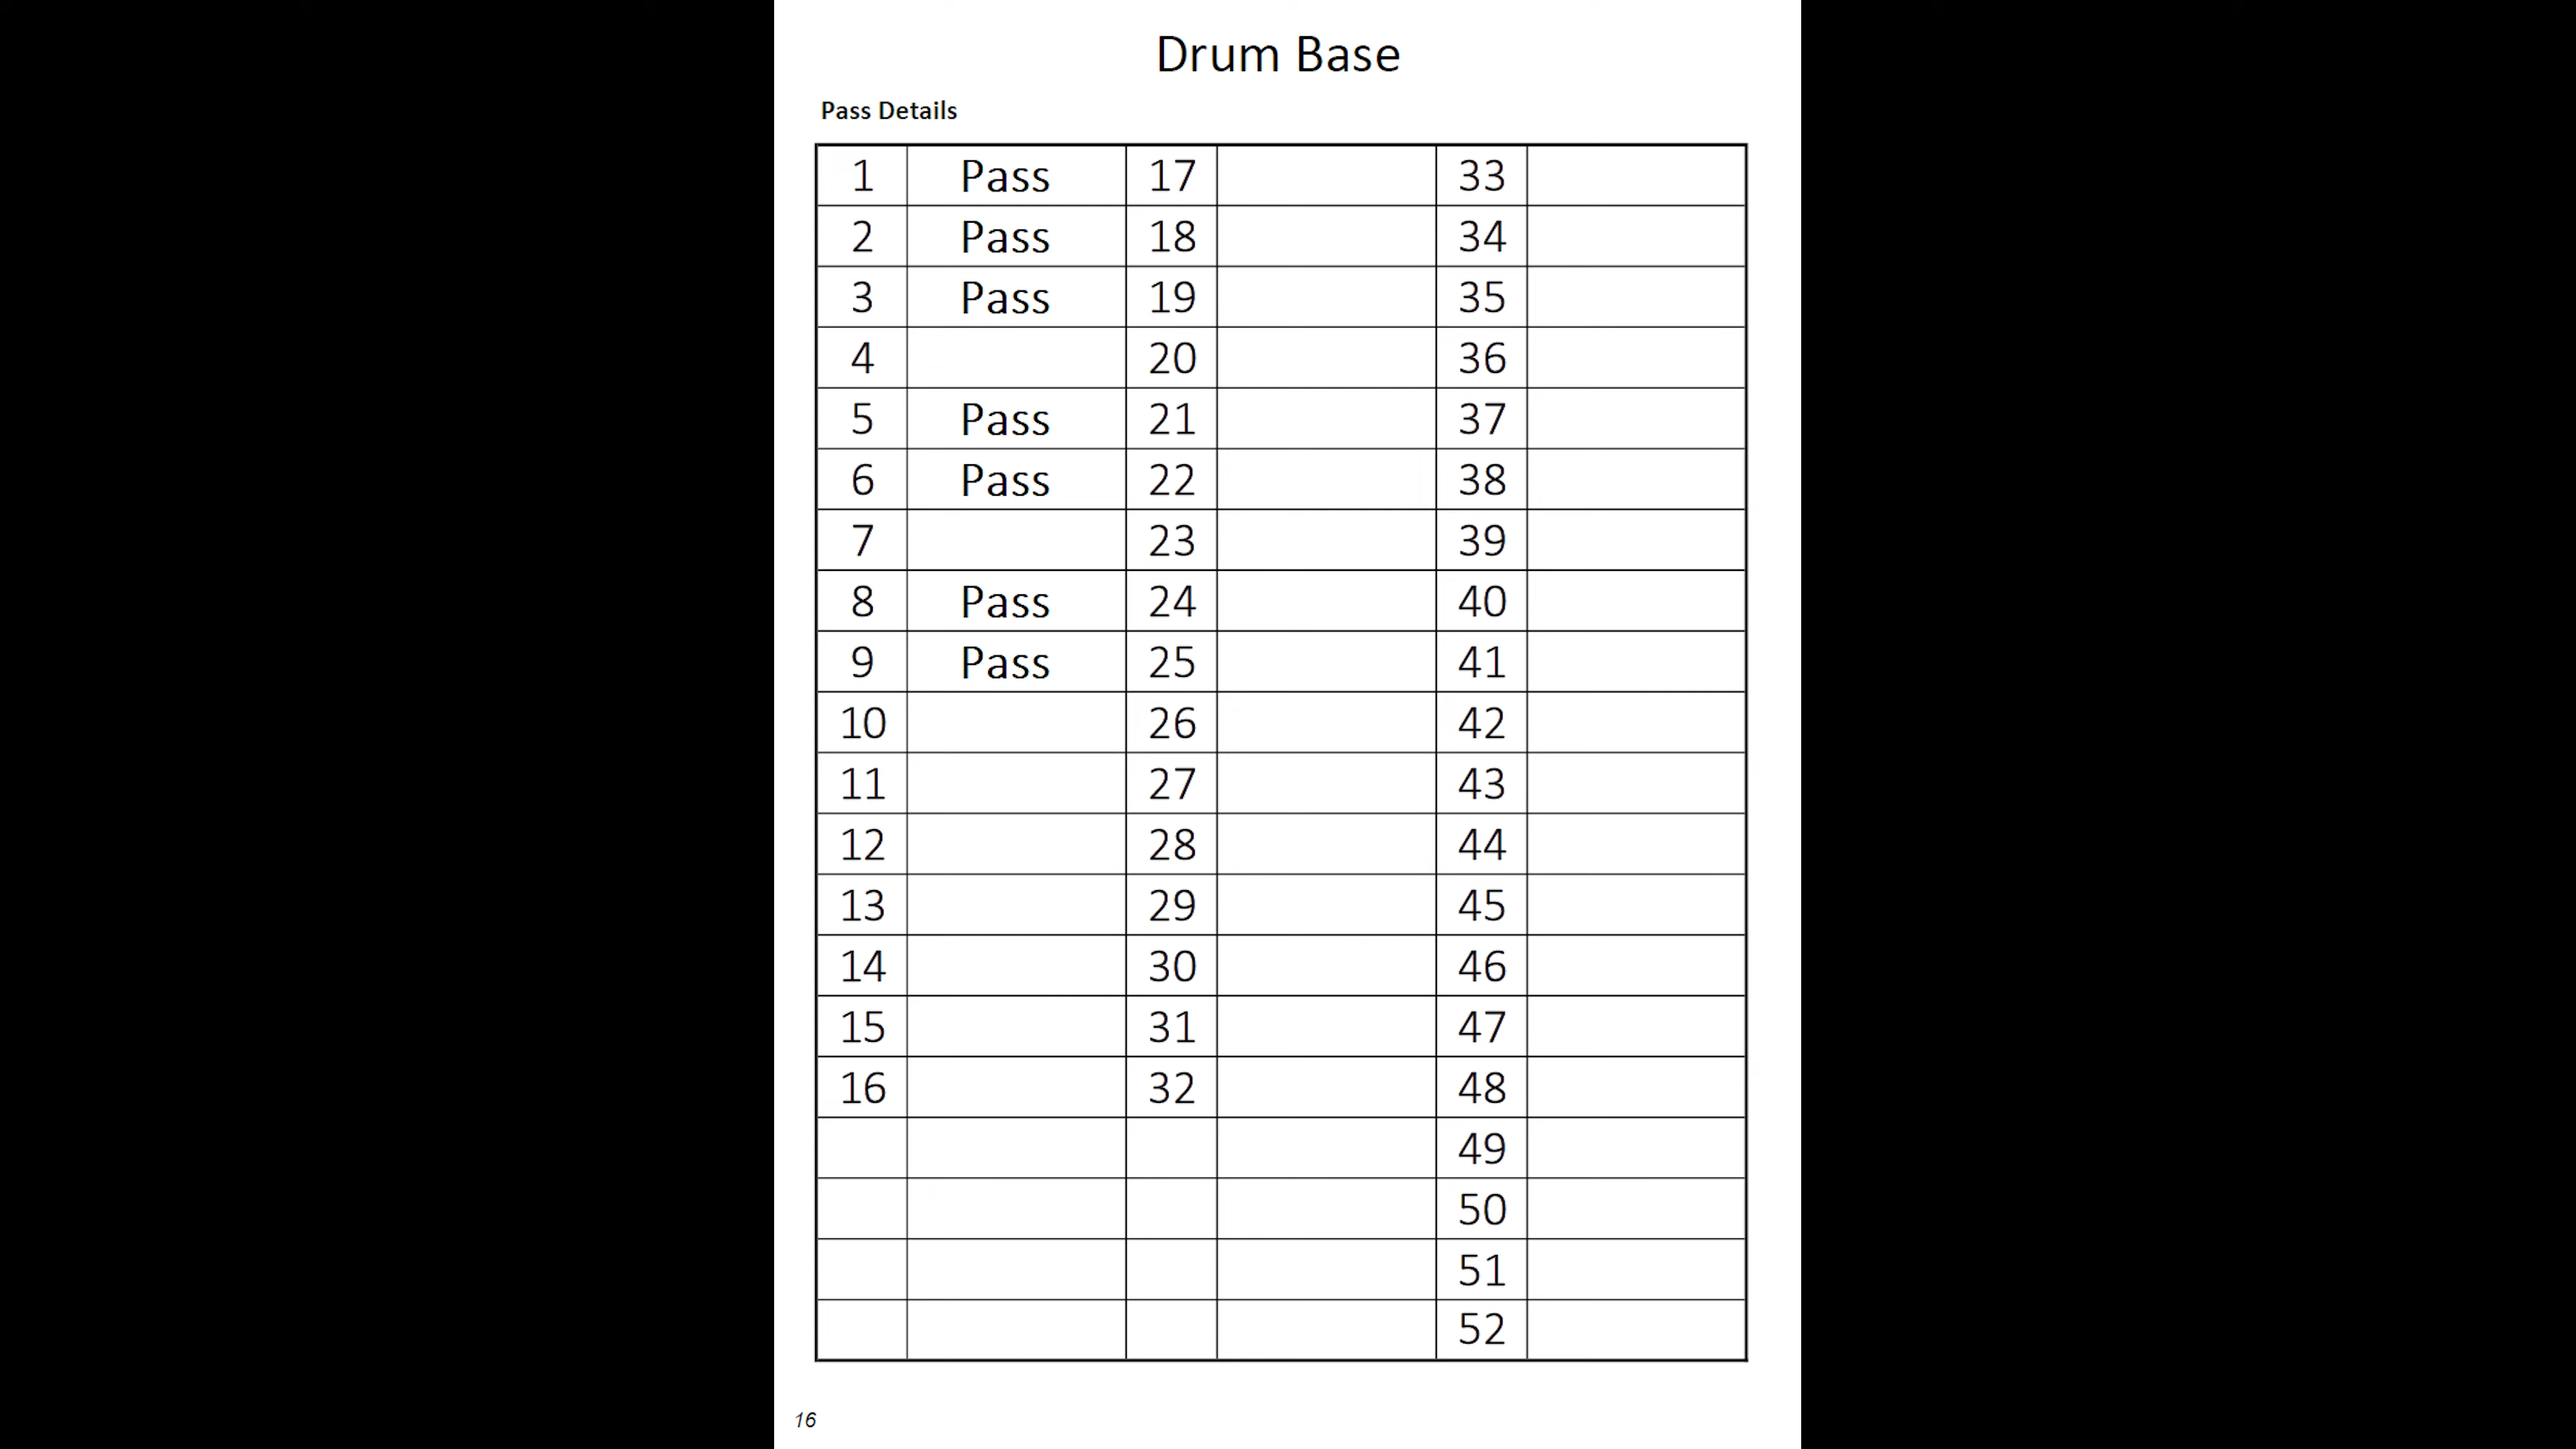 Drum Base
Pass Details
1 Pass 17 33
2 Pass 18 34
3 Pass 19 35
4 20 36
5 Pass 21 37
6 Pass 22 38
7 23 39
8 Pass 24 40
9 Pass 25 41
10 26 42
11 27 43
12 28 44
13 29 45
14 30 46
15 31 47
16 32 48
49
50
51
52
16